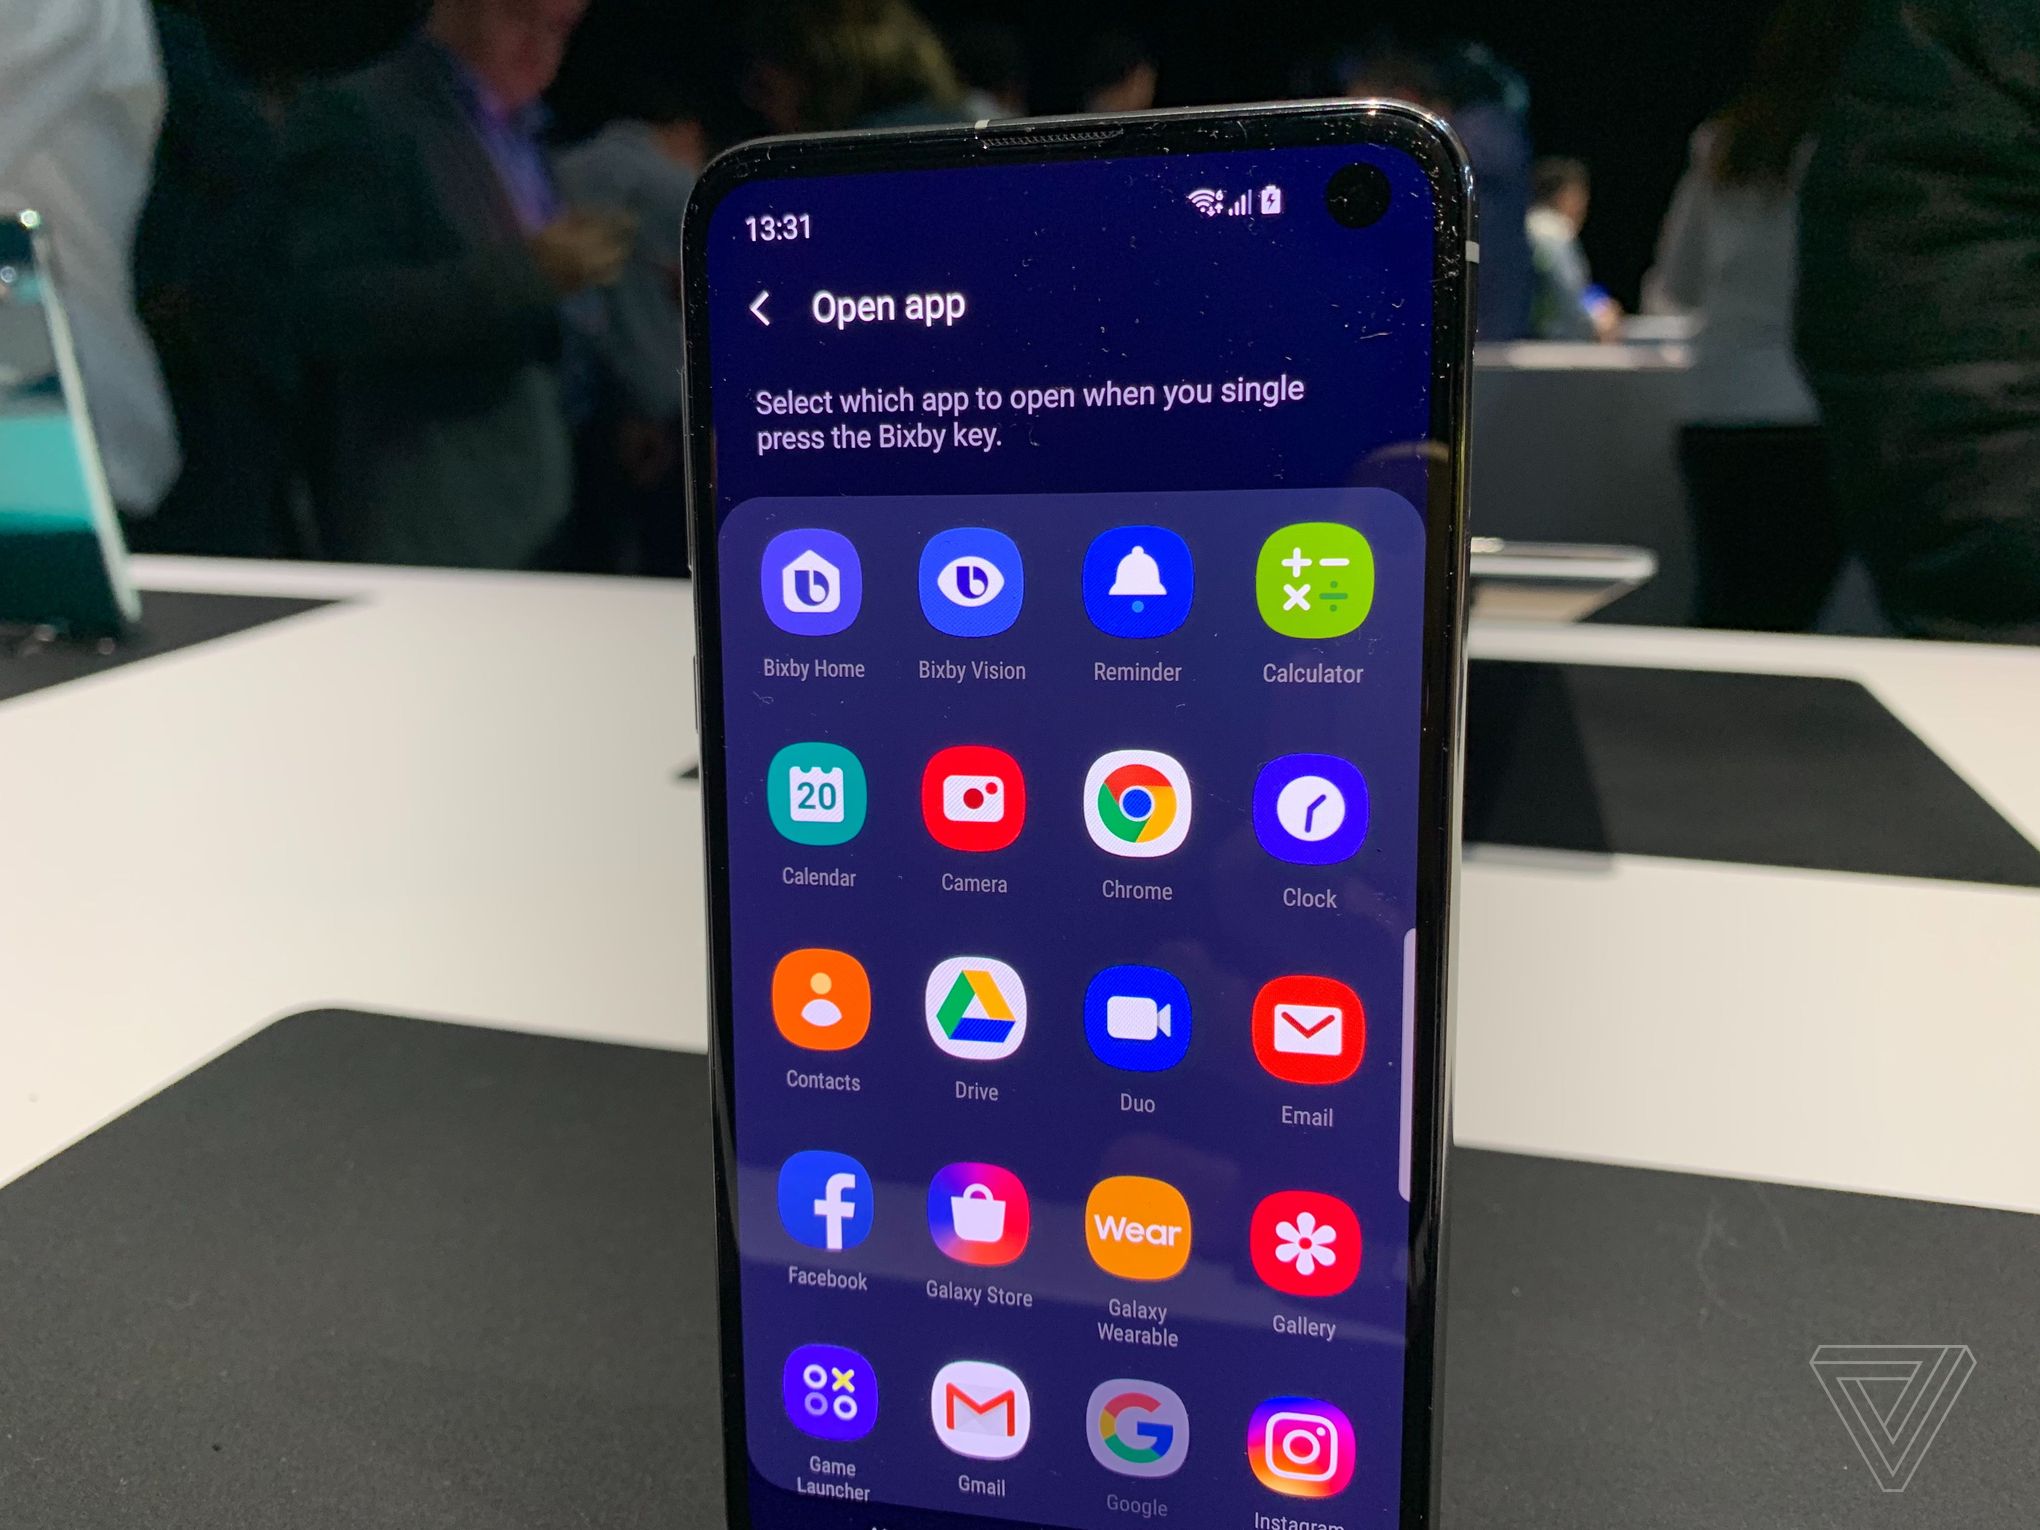 13:31
Open app
Select which app to open when you single
press the Bixby key.
Bixby Home
Bixby Vision
Reminder
Calculator
20
Calendar
Camera
Chrome
Clock
Contacts
Drive
Duo
Email
Facebook
Galaxy Store
Wear
Galaxy
Wearable
Gallery
Game
Launcher
Gmail
Google
Instagram